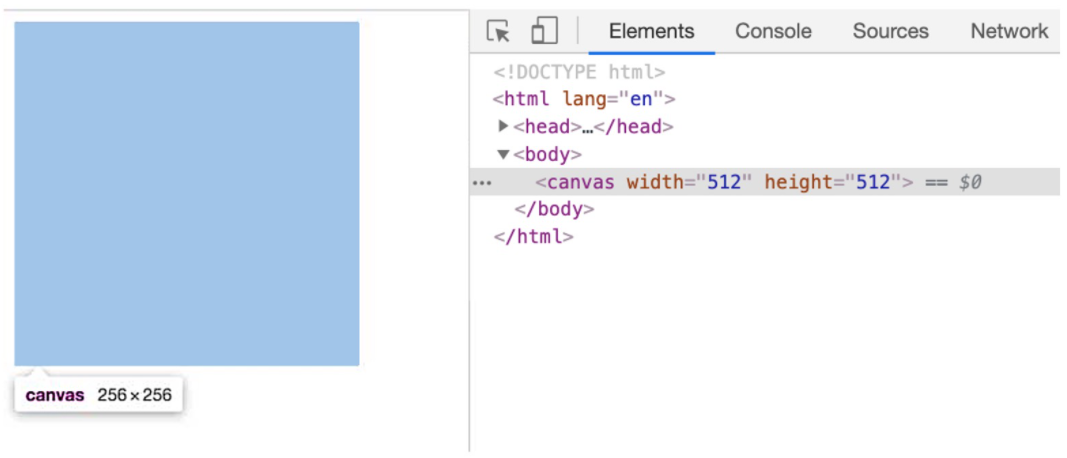 Elements Console Sources Network
<!DOCTYPE html>
<html lang="en">
<head>…</head>
<body>
<canvas width="512" height="512"> == $0
</body>
</html>
canvas 256×256